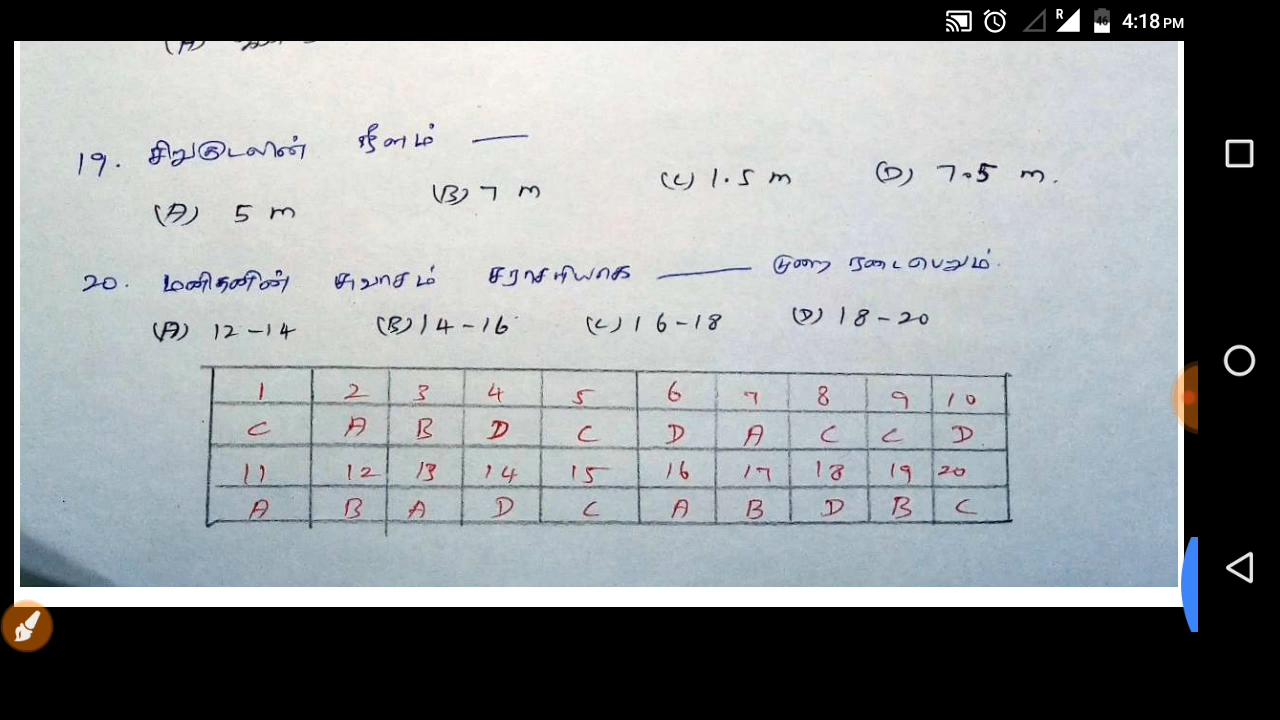 4:18 PM
19. சிறுகுடலின் நீளம் ——
(A) 5 m (B) 7 m (C) 1.5 m (D) 7.5 m.
20. மனிதனின் சுவாசம் சராசரியாக —— முறை நடைபெறும்.
(A) 12-14 (B) 14-16 (C) 16-18 (D) 18-20
1 2 3 4 5 6 7 8 9 10
C A B D C D A C C D
11 12 13 14 15 16 17 18 19 20
A B A D C A B D B C